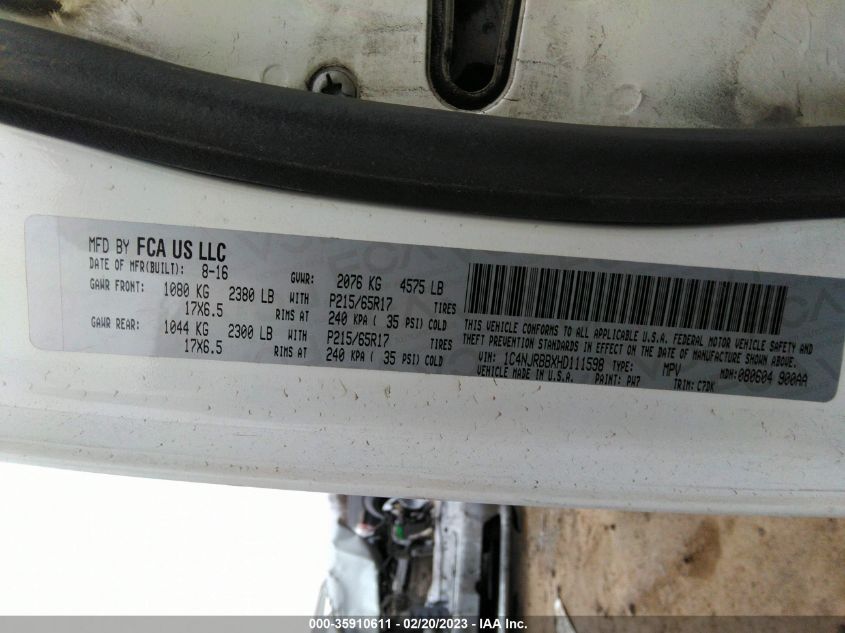 MFD BY FCA US LLC
DATE OF MFR(BUILT): 8-16 GVWR: 2076 KG 4575 LB
GAWR FRONT: 1080 KG 2380 LB WITH P215/65R17 TIRES
17X6.5 RIMS AT 240 KPA ( 35 PSI) COLD
GAWR REAR: 1044 KG 2300 LB WITH P215/65R17 TIRES
17X6.5 RIMS AT 240 KPA ( 35 PSI) COLD
THIS VEHICLE CONFORMS TO ALL APPLICABLE U.S.A. FEDERAL MOTOR VEHICLE SAFETY AND
THEFT PREVENTION STANDARDS IN EFFECT ON THE DATE OF MANUFACTURE SHOWN ABOVE.
VIN: 1C4NJRBBXHD111598 TYPE: MPV MDH: 080604 900AA
VEHICLE MADE IN U.S.A. PAINT: PW7 TRIM: C7DK
000-35910611 - 02/20/2023 - IAA Inc.